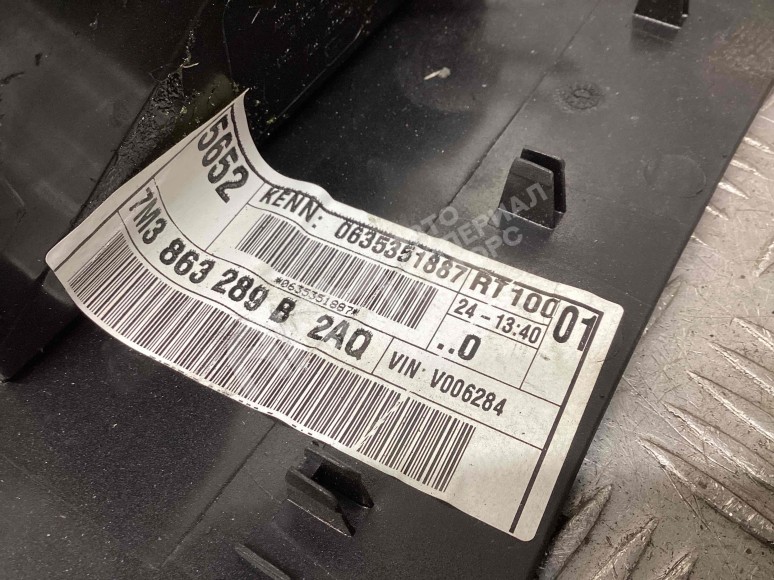 5652
KENN: 0635351887
RT100
01
*0635351887*
24-13:40
..0
7M3 863 289 B 2AQ
VIN: V006284